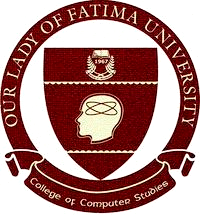 OUR LADY OF FATIMA UNIVERSITY
1967
College of Computer Studies